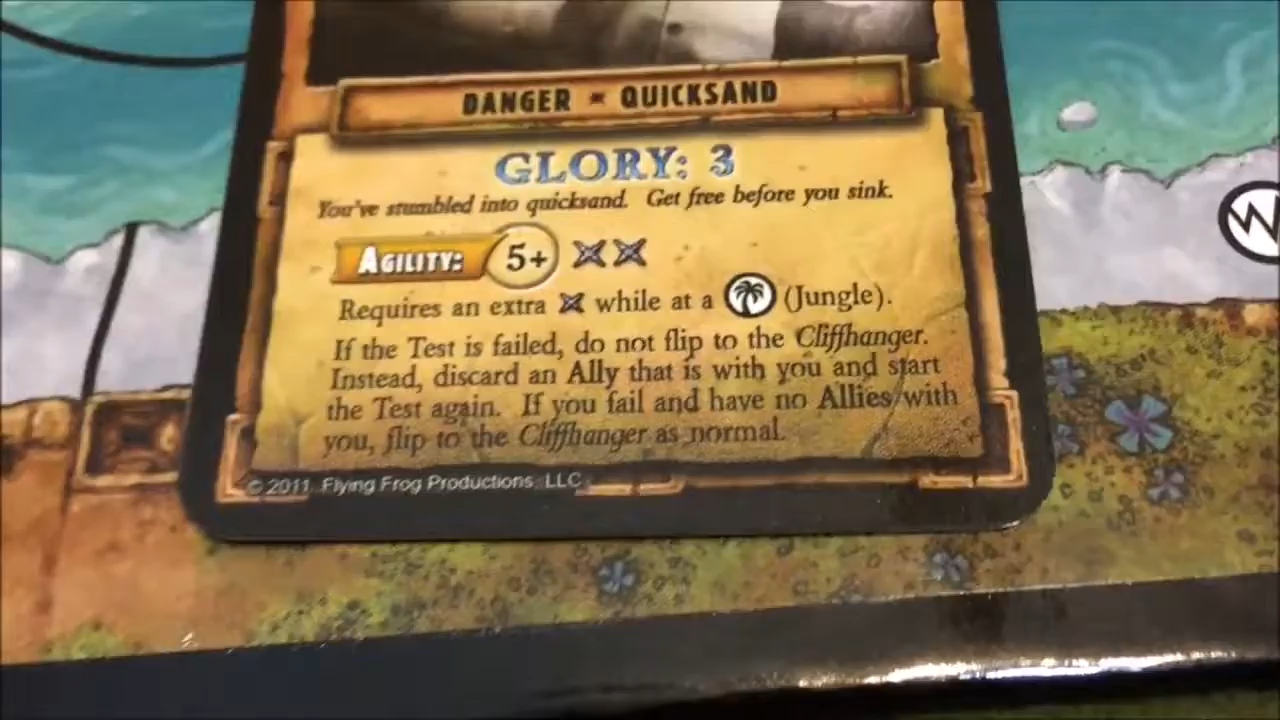 DANGER ▪ QUICKSAND
GLORY: 3
You've stumbled into quicksand. Get free before you sink.
AGILITY: 5+
Requires an extra while at a (Jungle).
If the Test is failed, do not flip to the Cliffhanger.
Instead, discard an Ally that is with you and start
the Test again. If you fail and have no Allies with
you, flip to the Cliffhanger as normal.
© 2011 Flying Frog Productions, LLC
W